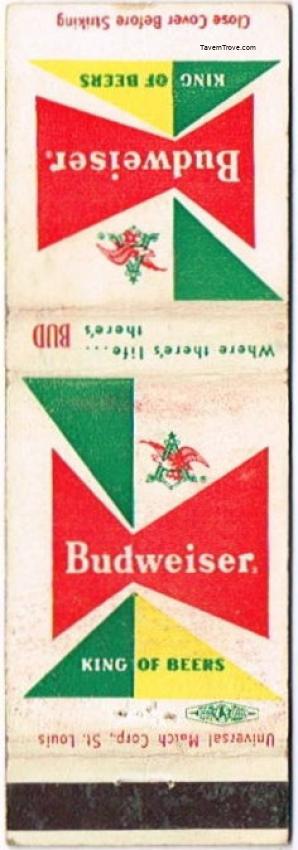 Close Cover Before Striking
TavernTrove.com
KING OF BEERS
Budweiser.
Where there's life...
there's BUD
Budweiser.
KING OF BEERS
Universal Match Corp., St. Louis